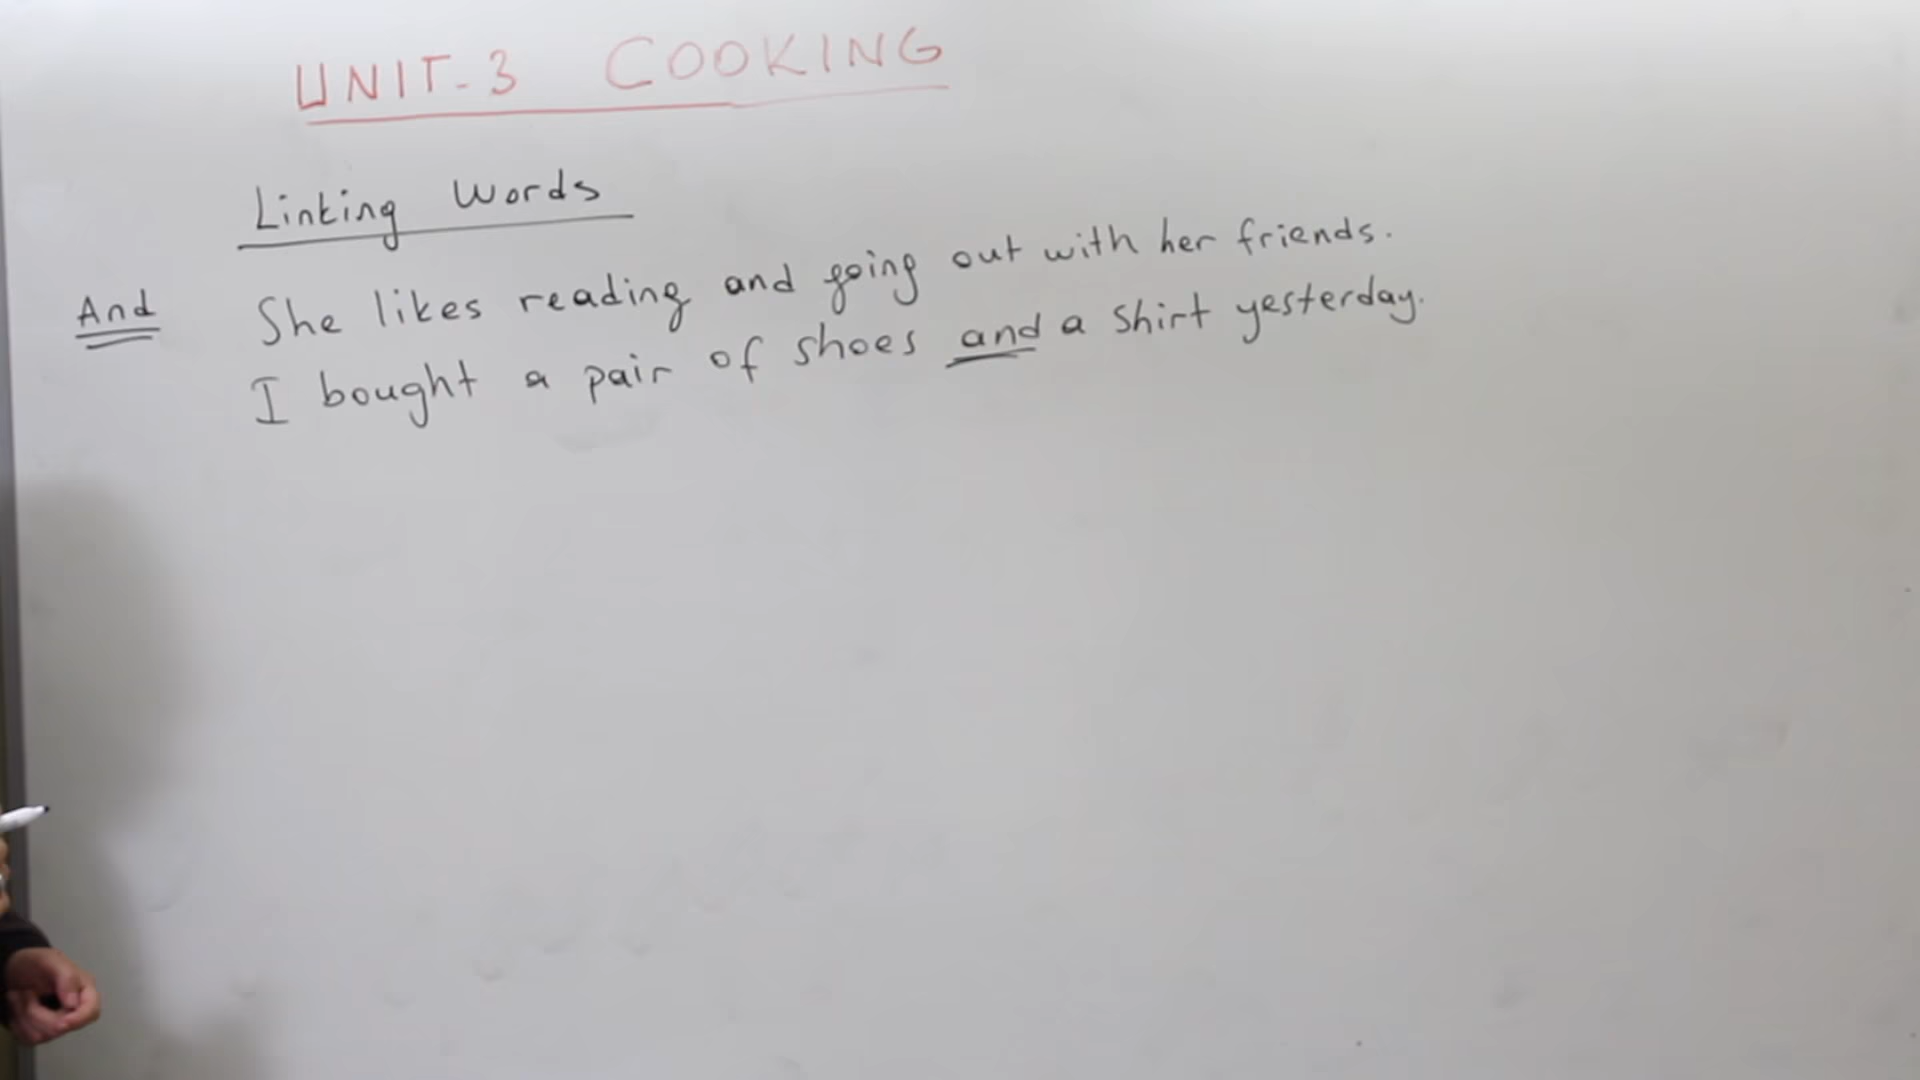 UNIT-3 COOKING
Linking Words
And She likes reading and going out with her friends.
I bought a pair of shoes and a shirt yesterday.